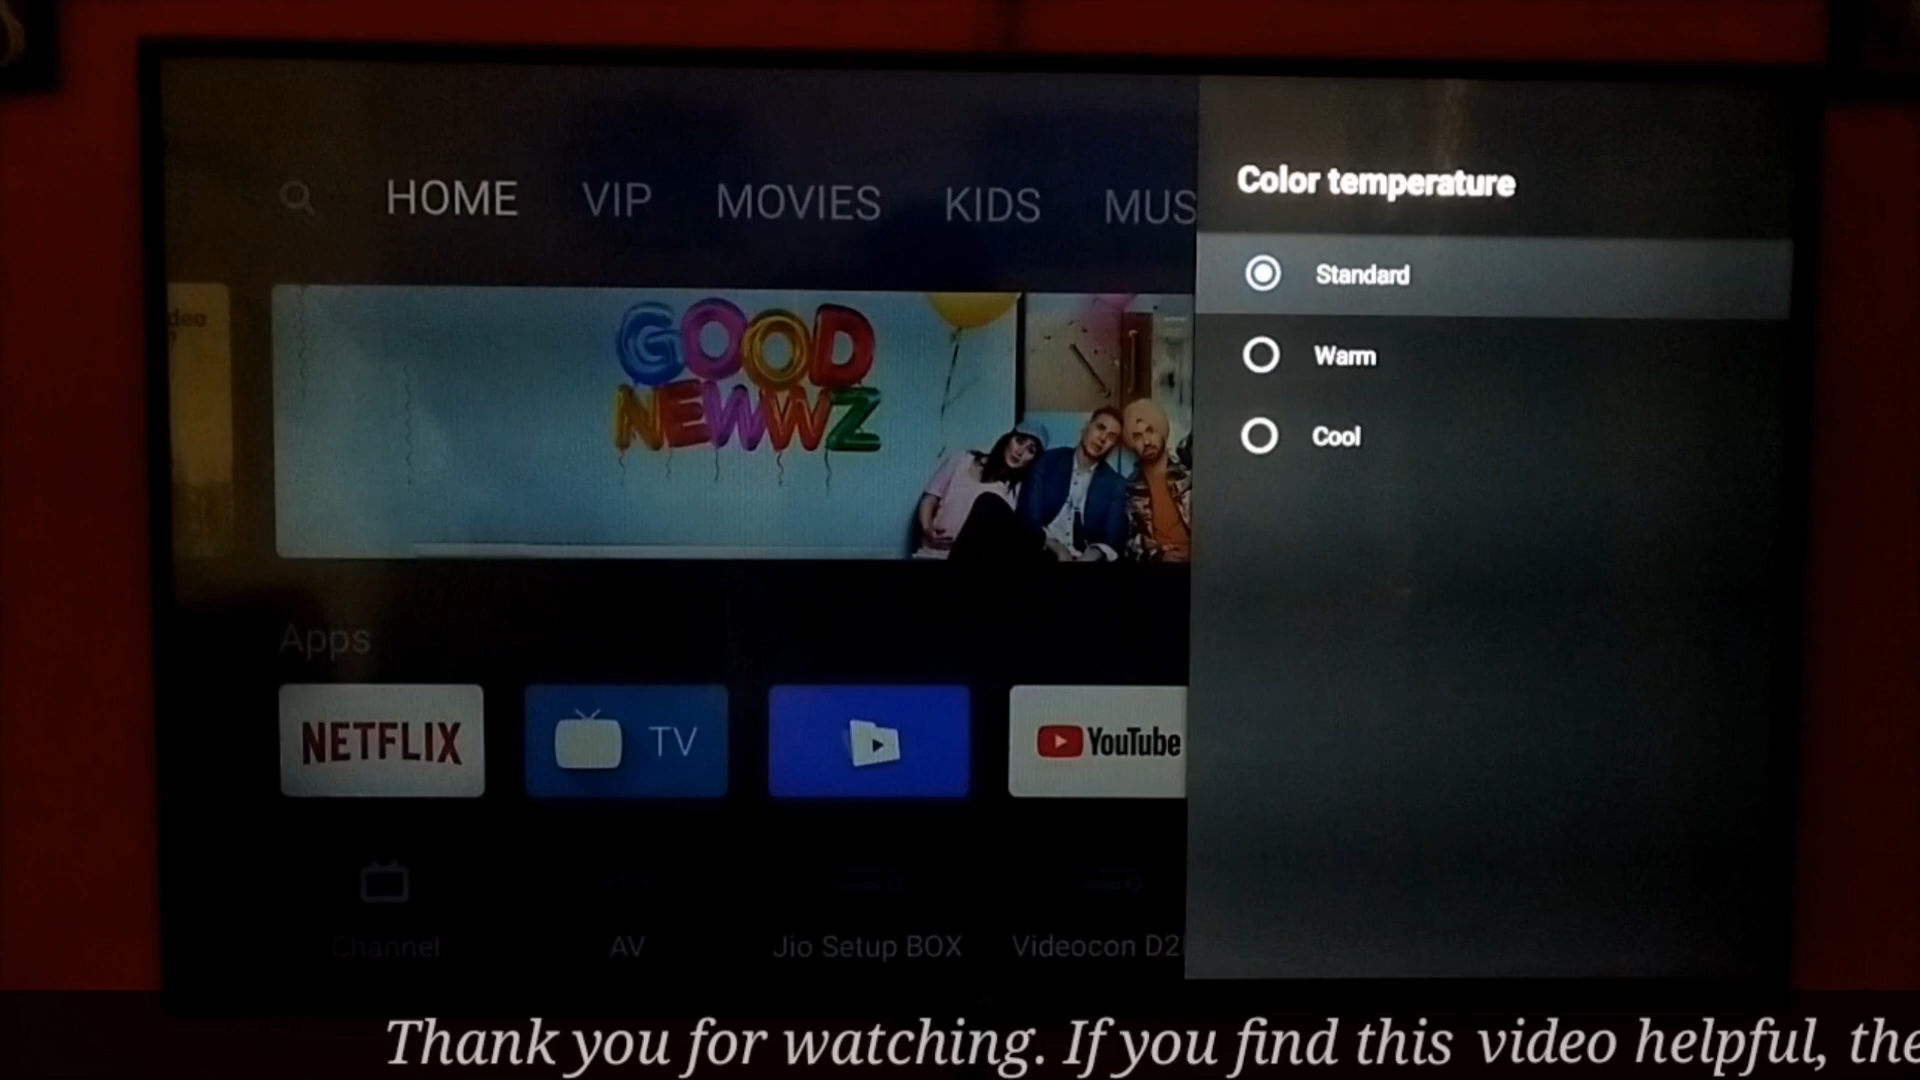 HOME VIP MOVIES KIDS MUS
Color temperature
Standard
Warm
Cool
deo
GOOD
NEWWZ
Apps
NETFLIX
TV
YouTube
Channel
AV
Jio Setup BOX
Videocon D2
Thank you for watching. If you find this video helpful, the